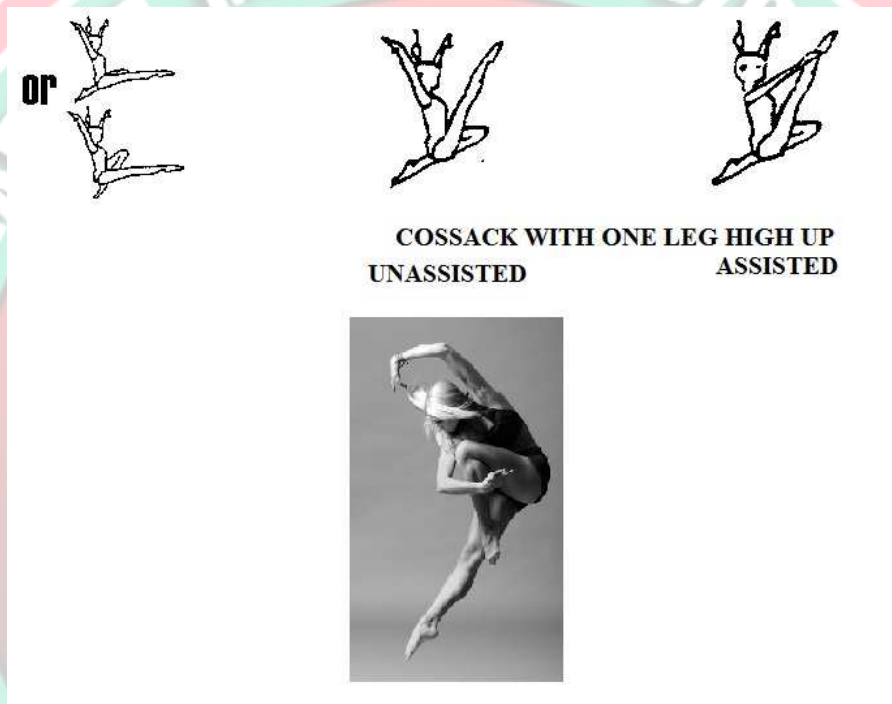 or
COSSACK WITH ONE LEG HIGH UP
UNASSISTED
ASSISTED